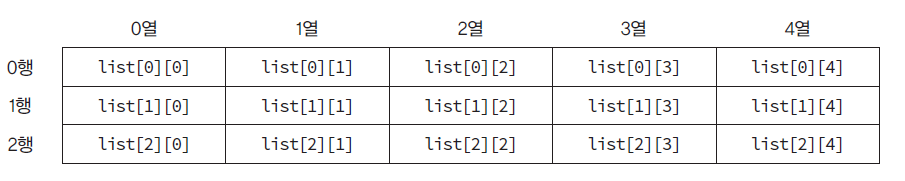 0열 1열 2열 3열 4열
0행 list[0][0] list[0][1] list[0][2] list[0][3] list[0][4]
1행 list[1][0] list[1][1] list[1][2] list[1][3] list[1][4]
2행 list[2][0] list[2][1] list[2][2] list[2][3] list[2][4]